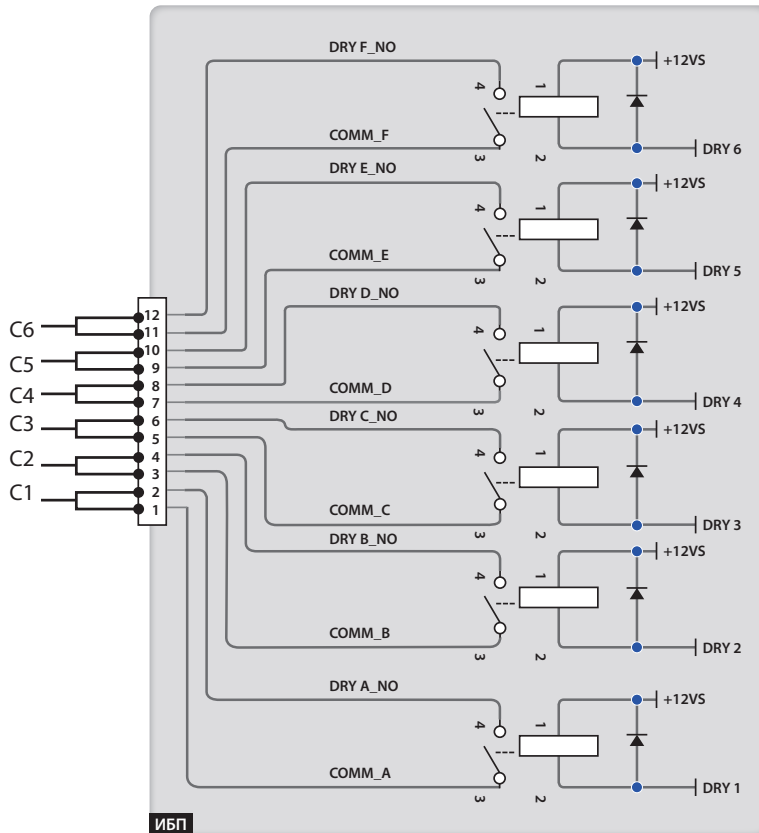 DRY F_NO
4 1 +12VS
COMM_F
3 2 DRY 6
DRY E_NO
+12VS
4 1
COMM_E
3 2 DRY 5
DRY D_NO
+12VS
4 1
COMM_D
3 2 DRY 4
DRY C_NO
+12VS
4 1
COMM_C
3 2 DRY 3
DRY B_NO
+12VS
4 1
COMM_B
3 2 DRY 2
DRY A_NO
+12VS
4 1
COMM_A
3 2 DRY 1
C6
C5
C4
C3
C2
C1
12
11
10
9
8
7
6
5
4
3
2
1
ИБП